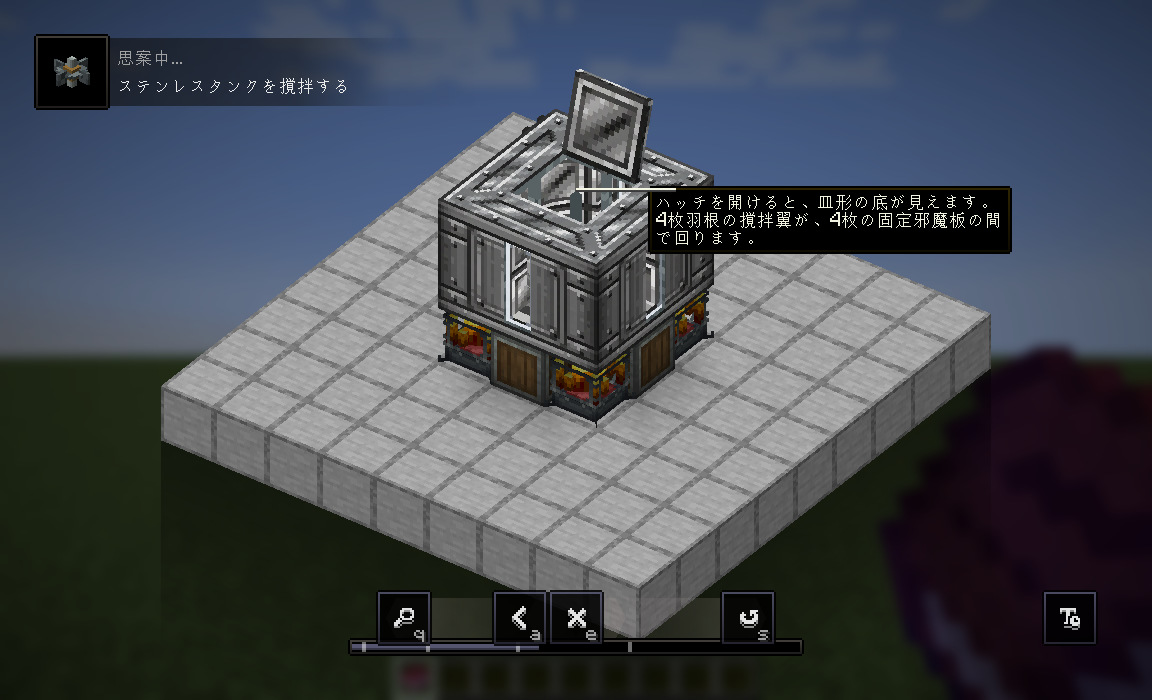 思案中...
ステンレスタンクを撹拌する
ハッチを開けると、皿形の底が見えます。
4枚羽根の撹拌翼が、4枚の固定邪魔板の間
で回ります。
q
a
e
s